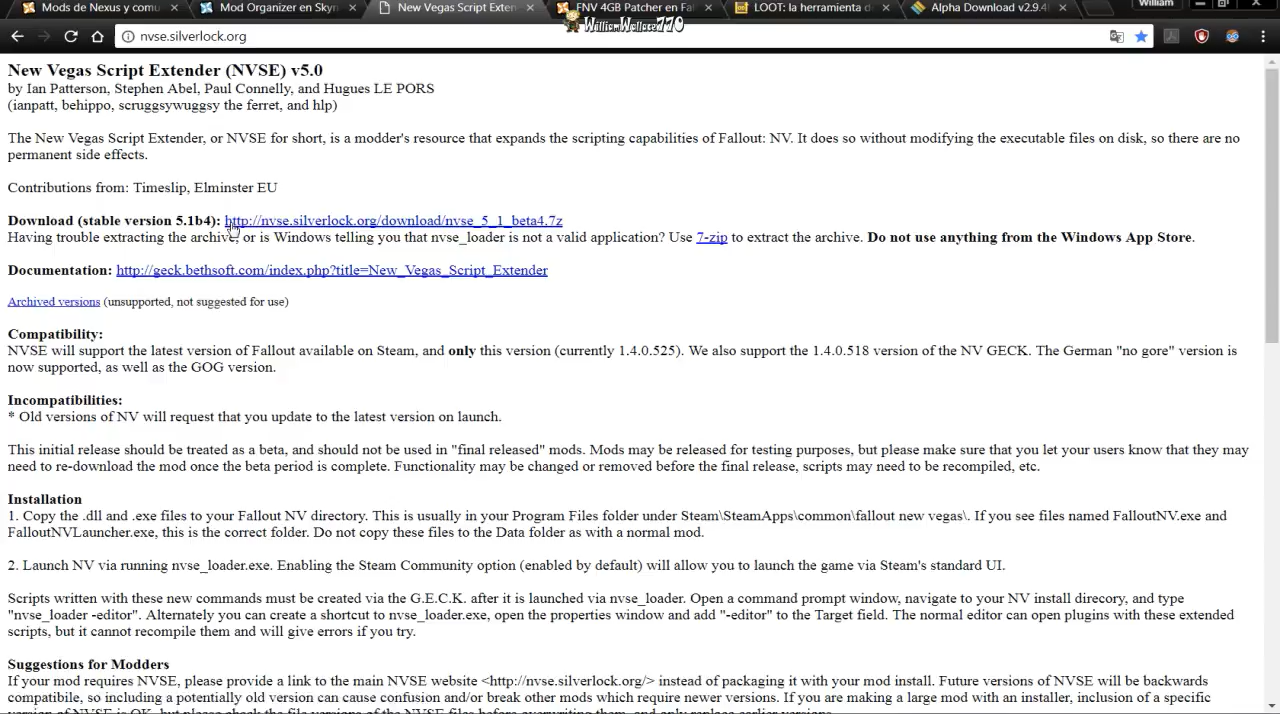 Mods de Nexus y comu
Mod Organizer en Skyr
New Vegas Script Exten
FNV 4GB Patcher en Fa
LOOT: la herramienta d
Alpha Download v2.9.4
William
WilliamWallace770
nvse.silverlock.org
New Vegas Script Extender (NVSE) v5.0
by Ian Patterson, Stephen Abel, Paul Connelly, and Hugues LE PORS
(ianpatt, behippo, scruggsywuggsy the ferret, and hlp)
The New Vegas Script Extender, or NVSE for short, is a modder's resource that expands the scripting capabilities of Fallout: NV. It does so without modifying the executable files on disk, so there are no
permanent side effects.
Contributions from: Timeslip, Elminster EU
Download (stable version 5.1b4): http://nvse.silverlock.org/download/nvse_5_1_beta4.7z
Having trouble extracting the archive, or is Windows telling you that nvse_loader is not a valid application? Use 7-zip to extract the archive. Do not use anything from the Windows App Store.
Documentation: http://geck.bethsoft.com/index.php?title=New_Vegas_Script_Extender
Archived versions (unsupported, not suggested for use)
Compatibility:
NVSE will support the latest version of Fallout available on Steam, and only this version (currently 1.4.0.525). We also support the 1.4.0.518 version of the NV GECK. The German "no gore" version is
now supported, as well as the GOG version.
Incompatibilities:
* Old versions of NV will request that you update to the latest version on launch.
This initial release should be treated as a beta, and should not be used in "final released" mods. Mods may be released for testing purposes, but please make sure that you let your users know that they may
need to re-download the mod once the beta period is complete. Functionality may be changed or removed before the final release, scripts may need to be recompiled, etc.
Installation
1. Copy the .dll and .exe files to your Fallout NV directory. This is usually in your Program Files folder under Steam\SteamApps\common\fallout new vegas\. If you see files named FalloutNV.exe and
FalloutNVLauncher.exe, this is the correct folder. Do not copy these files to the Data folder as with a normal mod.
2. Launch NV via running nvse_loader.exe. Enabling the Steam Community option (enabled by default) will allow you to launch the game via Steam's standard UI.
Scripts written with these new commands must be created via the G.E.C.K. after it is launched via nvse_loader. Open a command prompt window, navigate to your NV install direcory, and type
"nvse_loader -editor". Alternately you can create a shortcut to nvse_loader.exe, open the properties window and add "-editor" to the Target field. The normal editor can open plugins with these extended
scripts, but it cannot recompile them and will give errors if you try.
Suggestions for Modders
If your mod requires NVSE, please provide a link to the main NVSE website <http://nvse.silverlock.org/> instead of packaging it with your mod install. Future versions of NVSE will be backwards
compatibile, so including a potentially old version can cause confusion and/or break other mods which require newer versions. If you are making a large mod with an installer, inclusion of a specific
version of NVSE is OK, but please check the file versions of the NVSE files before overwriting them, and only replace earlier versions.